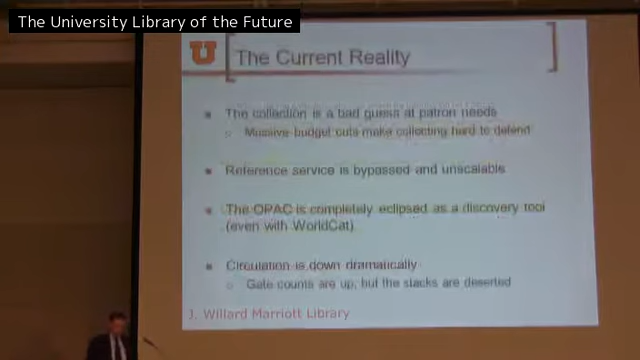 The University Library of the Future
U
The Current Reality
The collection is a bad guess at patron needs
Massive budget cuts make collecting hard to defend
Reference service is bypassed and unscalable
The OPAC is completely eclipsed as a discovery tool
(even with WorldCat)
Circulation is down dramatically
Gate counts are up, but the stacks are deserted
J. Willard Marriott Library